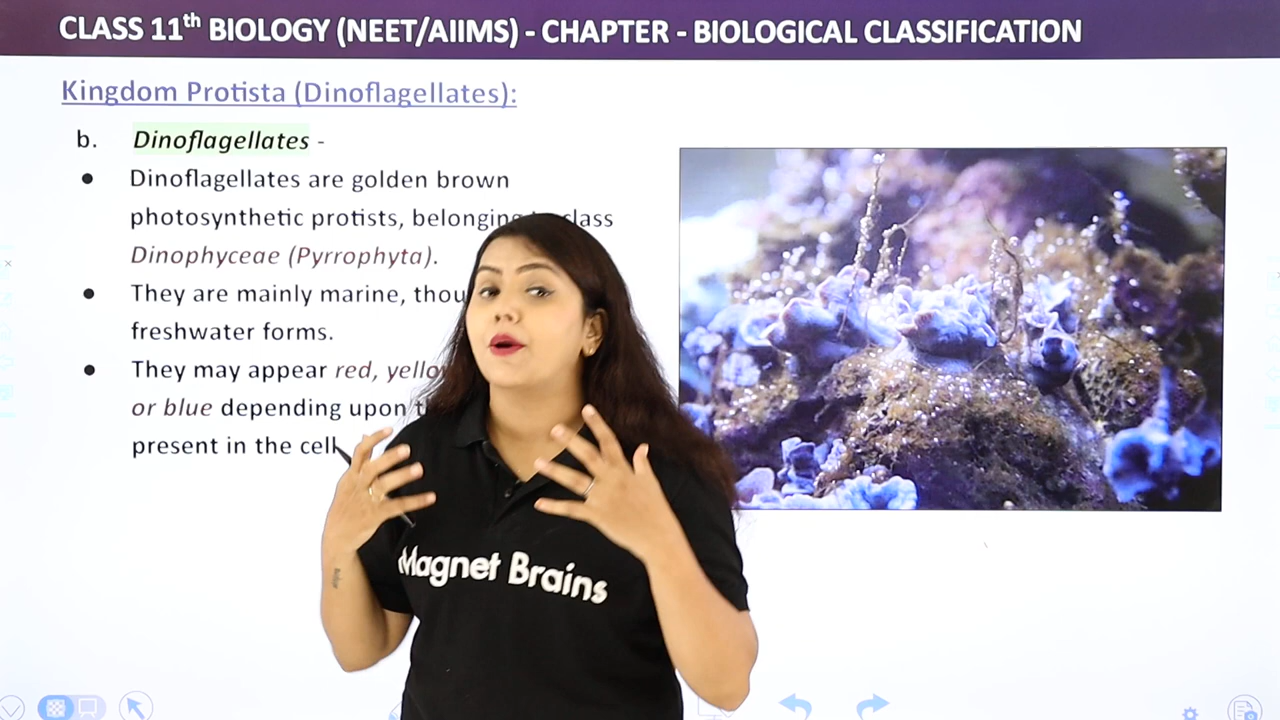 CLASS 11th BIOLOGY (NEET/AIIMS) - CHAPTER - BIOLOGICAL CLASSIFICATION
Kingdom Protista (Dinoflagellates):
b. Dinoflagellates -
● Dinoflagellates are golden brown
photosynthetic protists, belonging class
Dinophyceae (Pyrrophyta).
● They are mainly marine,
freshwater forms.
● They may appear red,
or blue depending upon
present in the cell
Magnet Brains